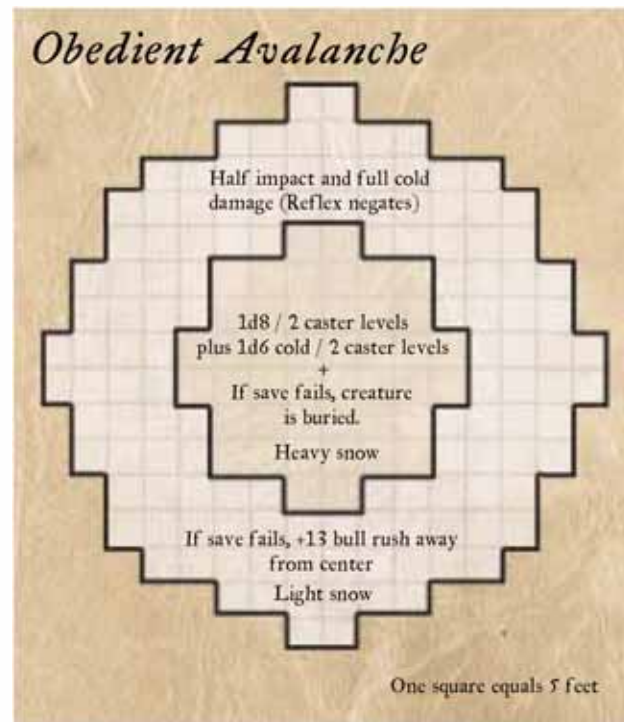 Obedient Avalanche
Half impact and full cold
damage (Reflex negates)
1d8 / 2 caster levels
plus 1d6 cold / 2 caster levels
+
If save fails, creature
is buried.
Heavy snow
If save fails, +13 bull rush away
from center
Light snow
One square equals 5 feet